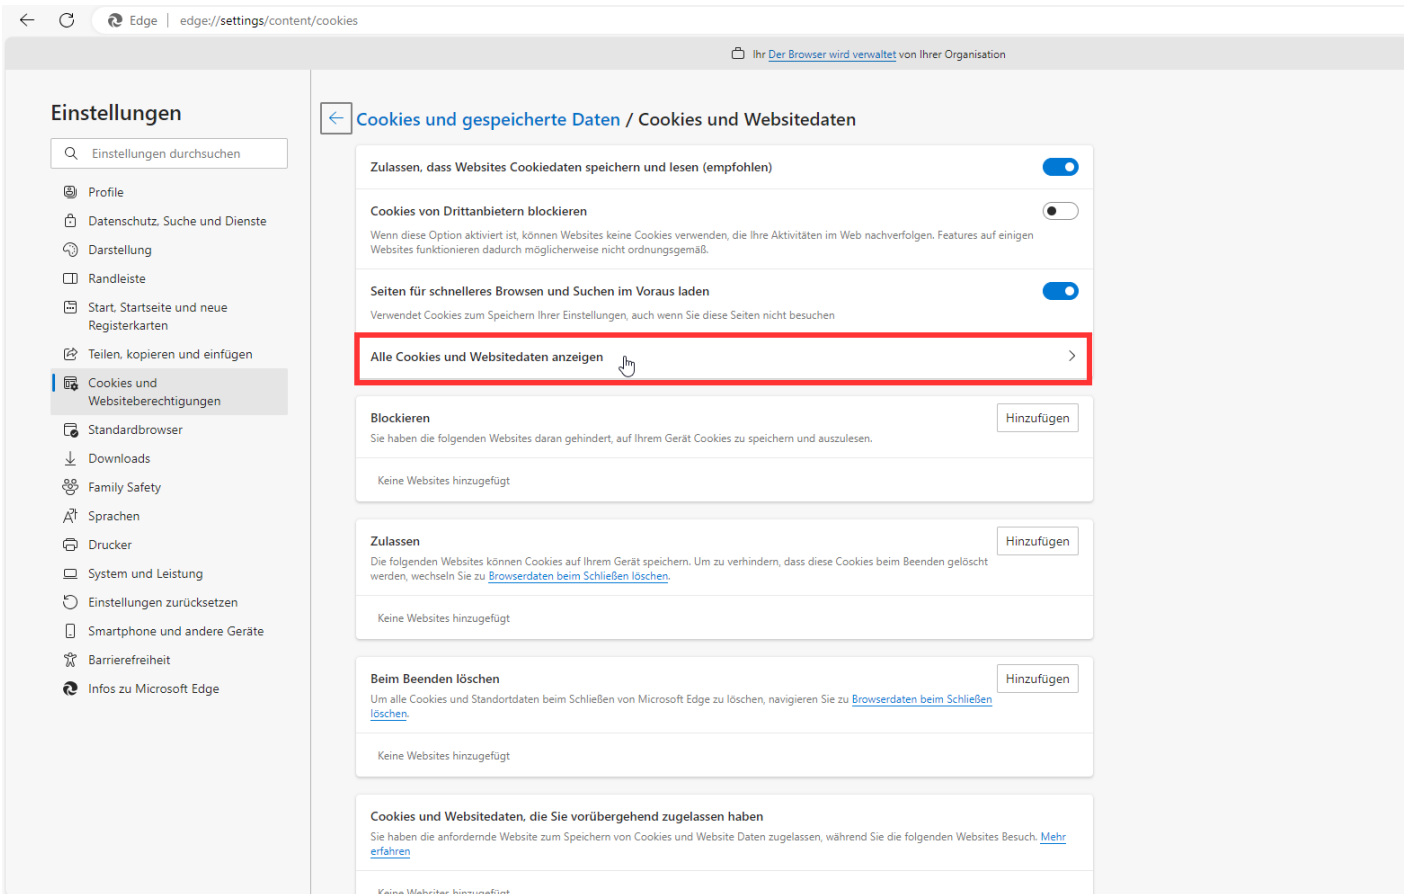 Edge | edge://settings/content/cookies
Ihr Der Browser wird verwaltet von Ihrer Organisation
Einstellungen
Einstellungen durchsuchen
Profile
Datenschutz, Suche und Dienste
Darstellung
Randleiste
Start, Startseite und neue
Registerkarten
Teilen, kopieren und einfügen
Cookies und
Websiteberechtigungen
Standardbrowser
Downloads
Family Safety
Sprachen
Drucker
System und Leistung
Einstellungen zurücksetzen
Smartphone und andere Geräte
Barrierefreiheit
Infos zu Microsoft Edge
Cookies und gespeicherte Daten / Cookies und Websitedaten
Zulassen, dass Websites Cookiedaten speichern und lesen (empfohlen)
Cookies von Drittanbietern blockieren
Wenn diese Option aktiviert ist, können Websites keine Cookies verwenden, die Ihre Aktivitäten im Web nachverfolgen. Features auf einigen
Websites funktionieren dadurch möglicherweise nicht ordnungsgemäß.
Seiten für schnelleres Browsen und Suchen im Voraus laden
Verwendet Cookies zum Speichern Ihrer Einstellungen, auch wenn Sie diese Seiten nicht besuchen
Alle Cookies und Websitedaten anzeigen
Blockieren
Hinzufügen
Sie haben die folgenden Websites daran gehindert, auf Ihrem Gerät Cookies zu speichern und auszulesen.
Keine Websites hinzugefügt
Zulassen
Hinzufügen
Die folgenden Websites können Cookies auf Ihrem Gerät speichern. Um zu verhindern, dass diese Cookies beim Beenden gelöscht
werden, wechseln Sie zu Browserdaten beim Schließen löschen.
Keine Websites hinzugefügt
Beim Beenden löschen
Hinzufügen
Um alle Cookies und Standortdaten beim Schließen von Microsoft Edge zu löschen, navigieren Sie zu Browserdaten beim Schließen
löschen.
Keine Websites hinzugefügt
Cookies und Websitedaten, die Sie vorübergehend zugelassen haben
Sie haben die anfordernde Website zum Speichern von Cookies und Website Daten zugelassen, während Sie die folgenden Websites Besuch. Mehr
erfahren
Keine Websites hinzugefügt